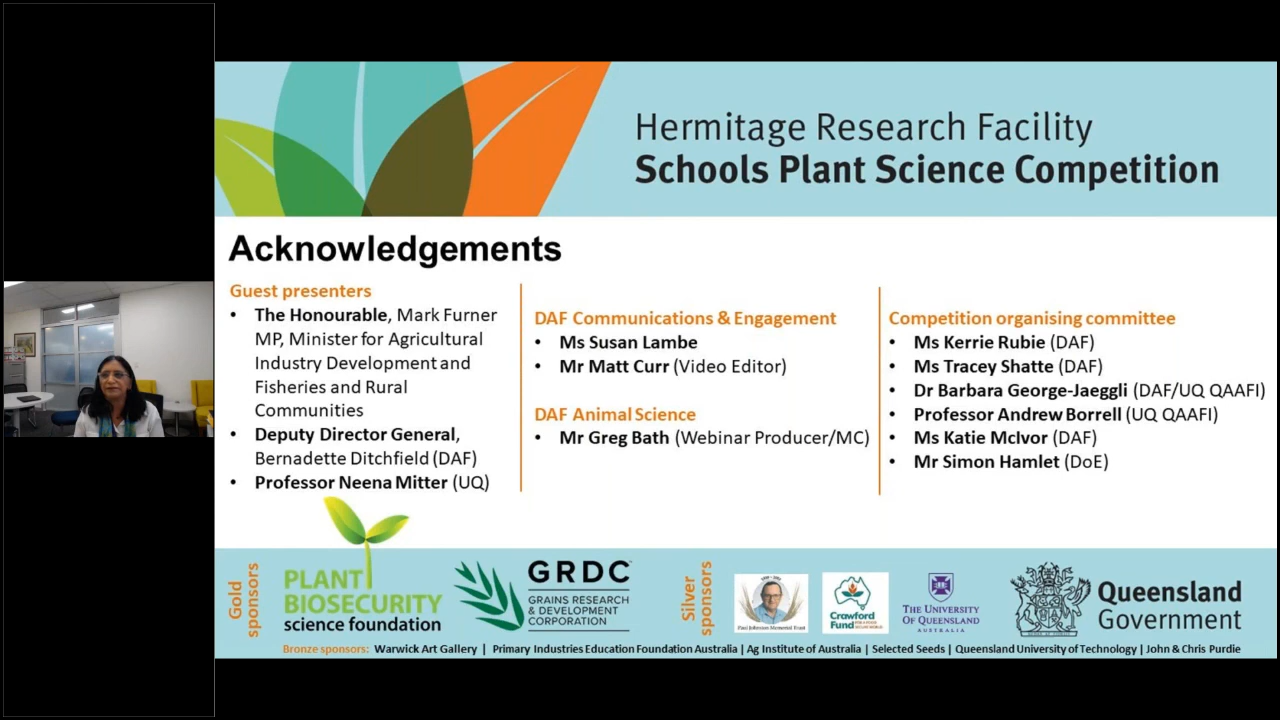 Hermitage Research Facility
Schools Plant Science Competition
Acknowledgements
Guest presenters
• The Honourable, Mark Furner
MP, Minister for Agricultural
Industry Development and
Fisheries and Rural
Communities
• Deputy Director General,
Bernadette Ditchfield (DAF)
• Professor Neena Mitter (UQ)
DAF Communications & Engagement
• Ms Susan Lambe
• Mr Matt Curr (Video Editor)
DAF Animal Science
• Mr Greg Bath (Webinar Producer/MC)
Competition organising committee
• Ms Kerrie Rubie (DAF)
• Ms Tracey Shatte (DAF)
• Dr Barbara George-Jaeggli (DAF/UQ QAAFI)
• Professor Andrew Borrell (UQ QAAFI)
• Ms Katie McIvor (DAF)
• Mr Simon Hamlet (DoE)
Gold
sponsors
PLANT
BIOSECURITY
science foundation
GRDC
GRAINS RESEARCH
& DEVELOPMENT
CORPORATION
Silver
sponsors
Paul Johnson Memorial Trust
Crawford
Fund
THE UNIVERSITY
OF QUEENSLAND
AUSTRALIA
Queensland
Government
Bronze sponsors: Warwick Art Gallery | Primary Industries Education Foundation Australia | Ag Institute of Australia | Selected Seeds | Queensland University of Technology | John & Chris Purdie